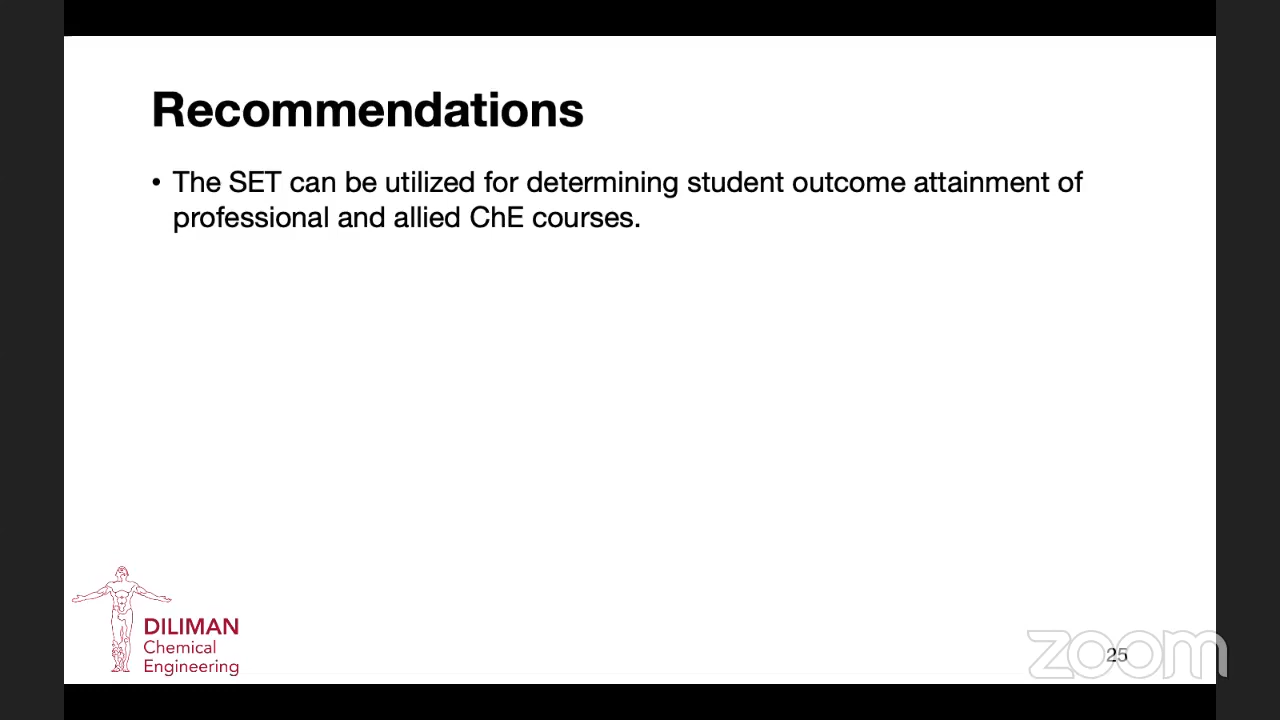 Recommendations
• The SET can be utilized for determining student outcome attainment of
professional and allied ChE courses.
DILIMAN
Chemical
Engineering
25
zoom